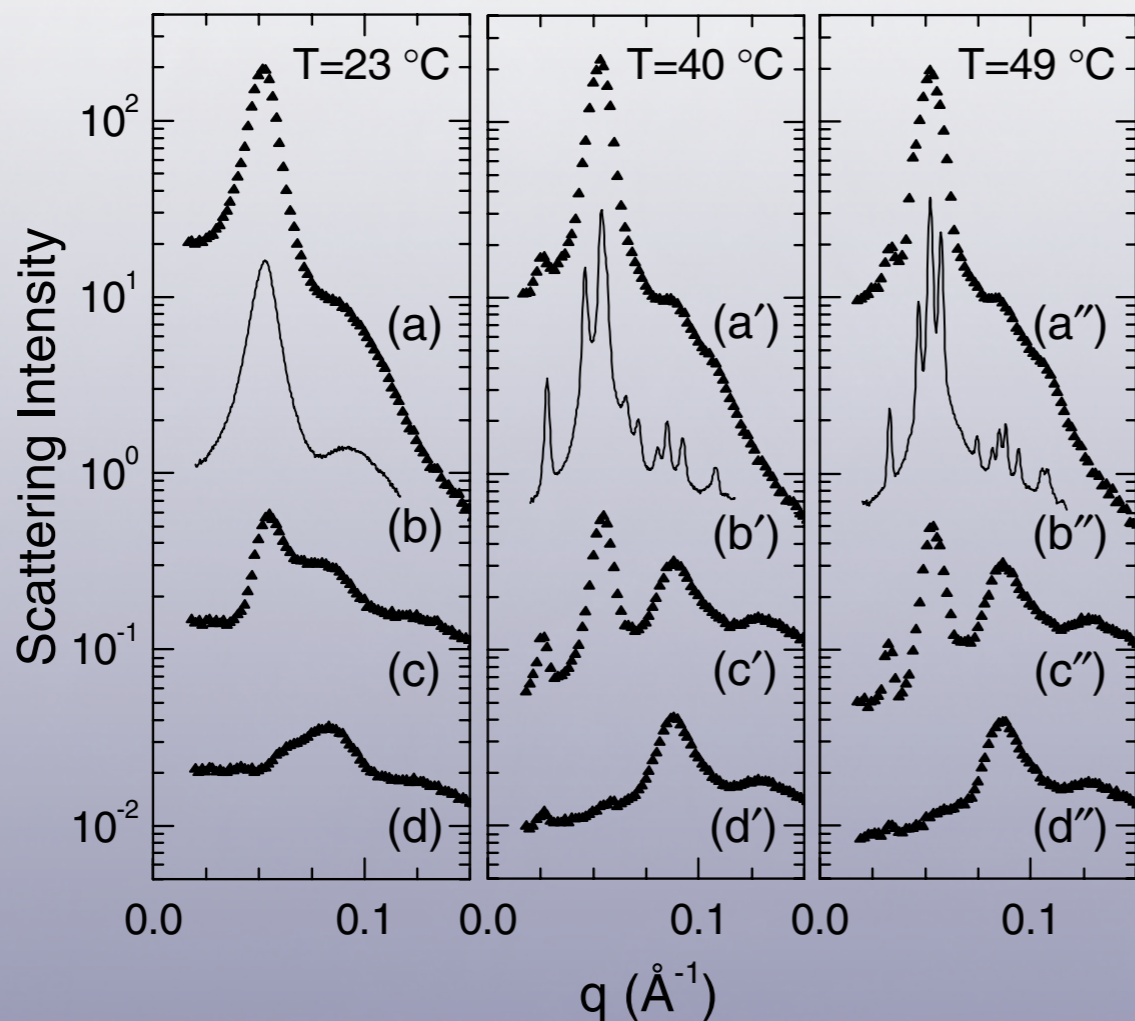 T=23 °C
T=40 °C
T=49 °C
10²
10¹
10⁰
10⁻¹
10⁻²
Scattering Intensity
(a)
(b)
(c)
(d)
(a′)
(b′)
(c′)
(d′)
(a″)
(b″)
(c″)
(d″)
0.0 0.1 0.0 0.1 0.0 0.1
q (Å⁻¹)